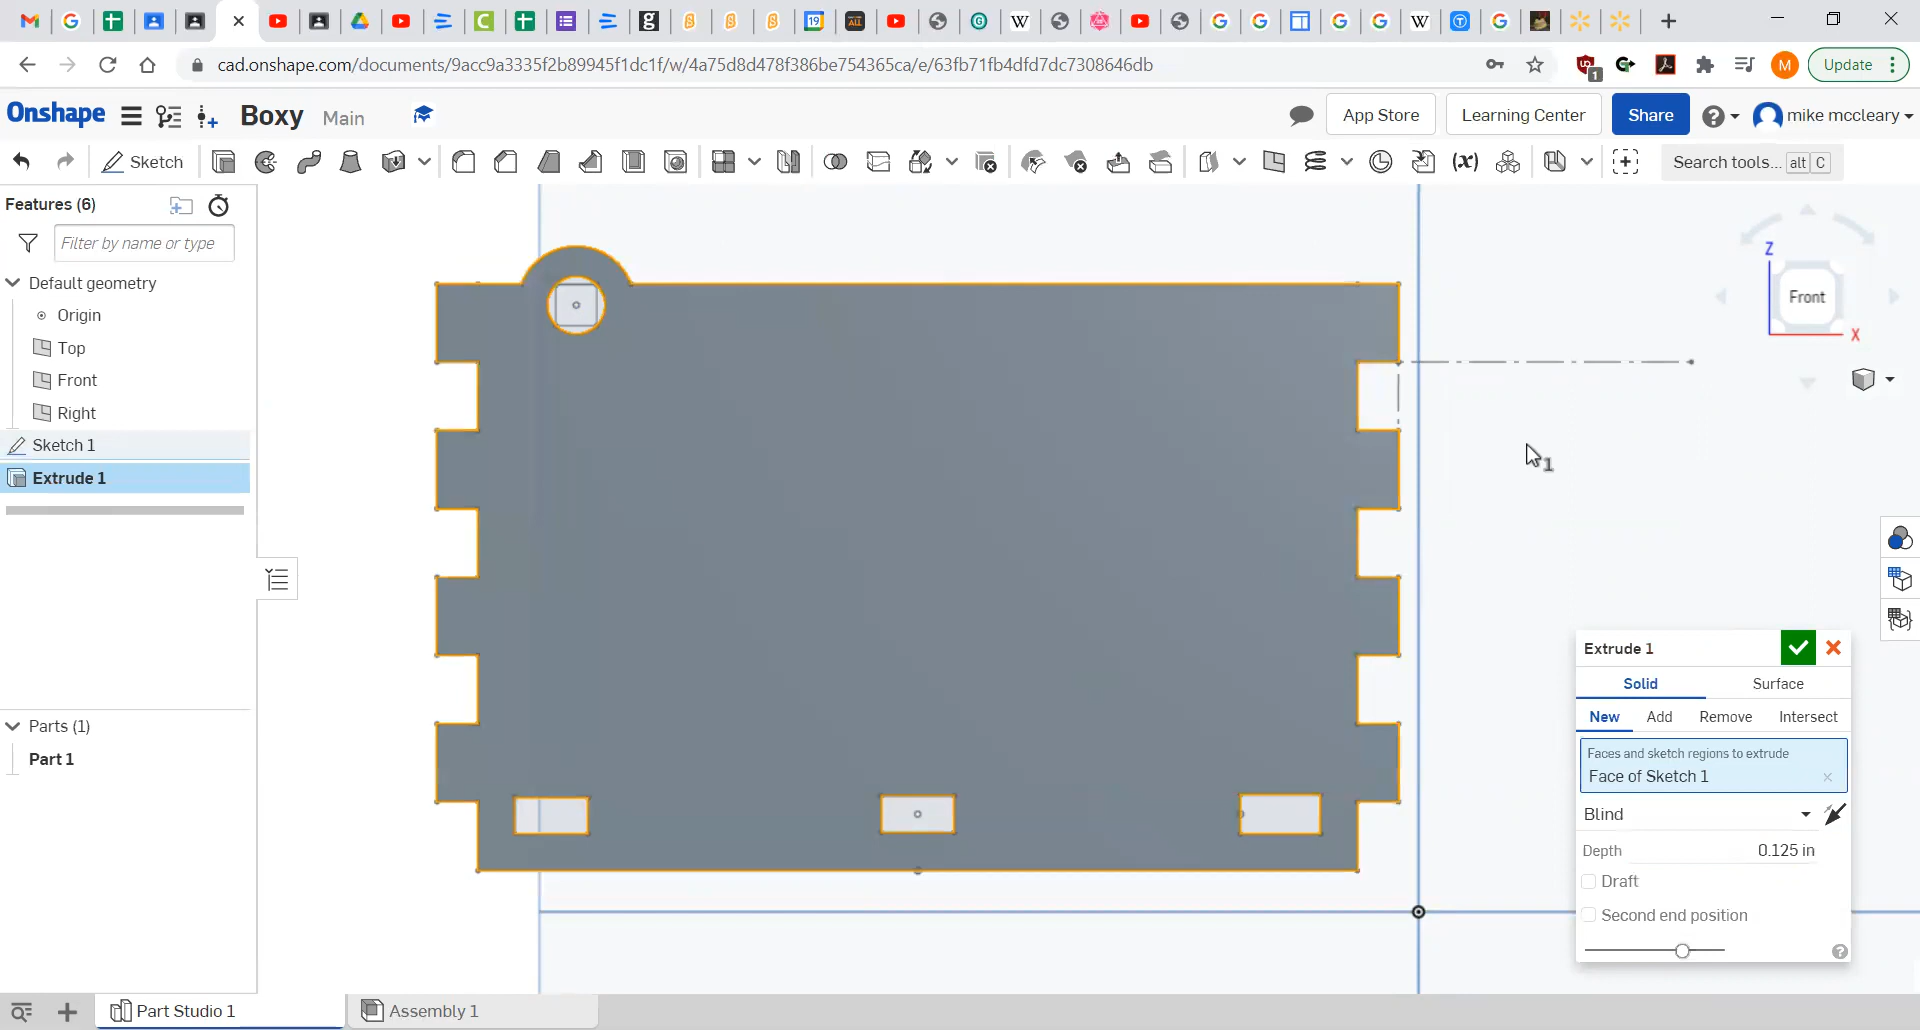 cad.onshape.com/documents/9acc9a3335f2b89945f1dc1f/w/4a75d8d478f386be754365ca/e/63fb71fb4dfd7dc7308646db
1
M
Update
Onshape
Boxy
Main
App Store
Learning Center
Share
mike mccleary
Sketch
(x)
Search tools... alt C
Features (6)
Filter by name or type
Default geometry
Origin
Top
Front
Right
Sketch 1
Extrude 1
Parts (1)
Part 1
Z
Front
X
1
Extrude 1
Solid
Surface
New
Add
Remove
Intersect
Faces and sketch regions to extrude
Face of Sketch 1
Blind
Depth
0.125 in
Draft
Second end position
Part Studio 1
Assembly 1